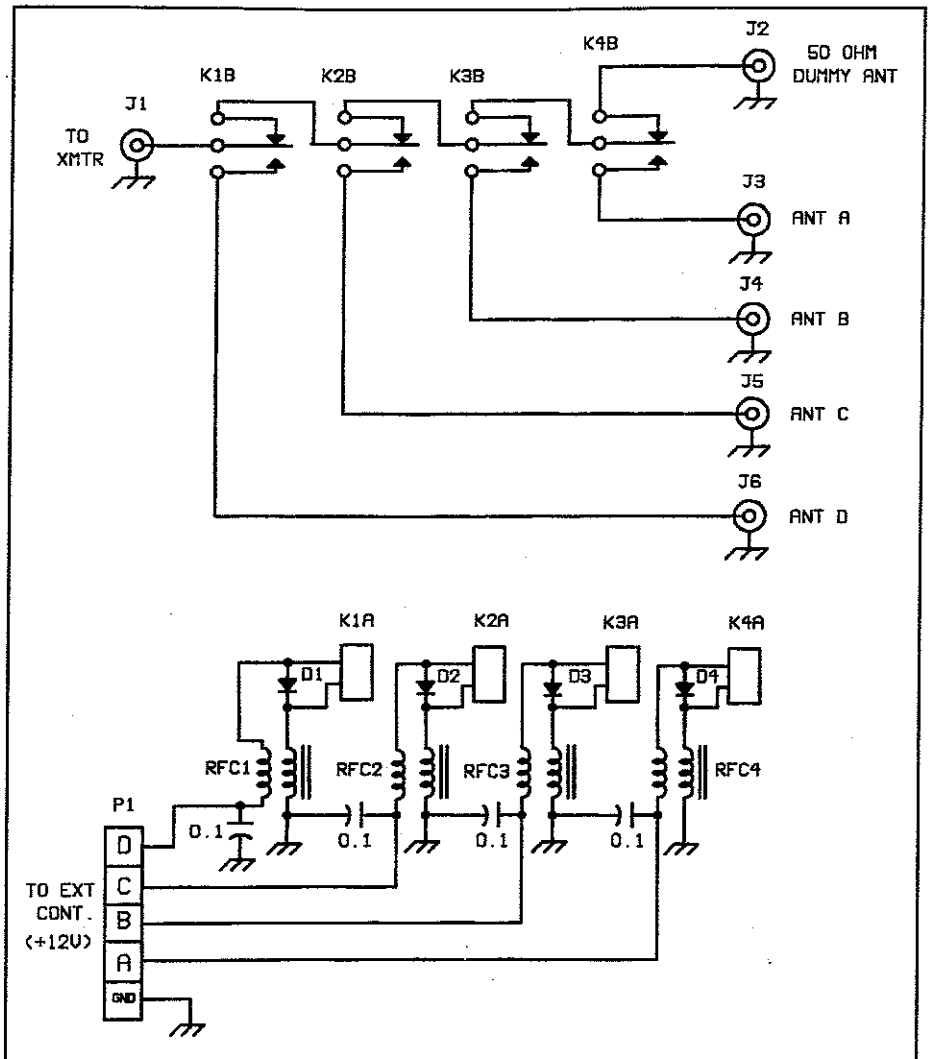 J2
50 OHM
DUMMY ANT
K4B
K3B
K2B
K1B
J1
TO
XMTR
J3
ANT A
J4
ANT B
J5
ANT C
J6
ANT D
K1A
K2A
K3A
K4A
D1
D2
D3
D4
RFC1
RFC2
RFC3
RFC4
P1
0.1
0.1
0.1
0.1
D
C
B
A
GND
TO EXT
CONT.
(+12V)